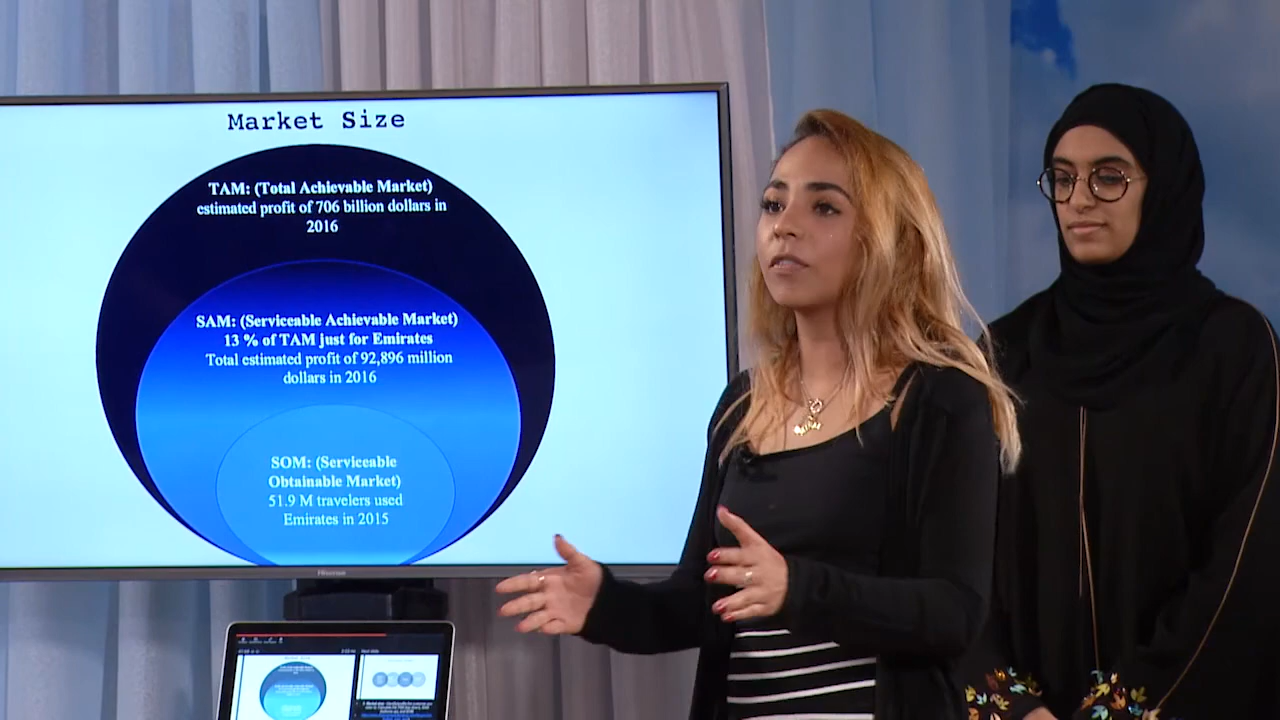 Market Size
TAM: (Total Achievable Market)
estimated profit of 706 billion dollars in
2016
SAM: (Serviceable Achievable Market)
13 % of TAM just for Emirates
Total estimated profit of 92,896 million
dollars in 2016
SOM: (Serviceable
Obtainable Market)
51.9 M travelers used
Emirates in 2015
Hisense
Market Size